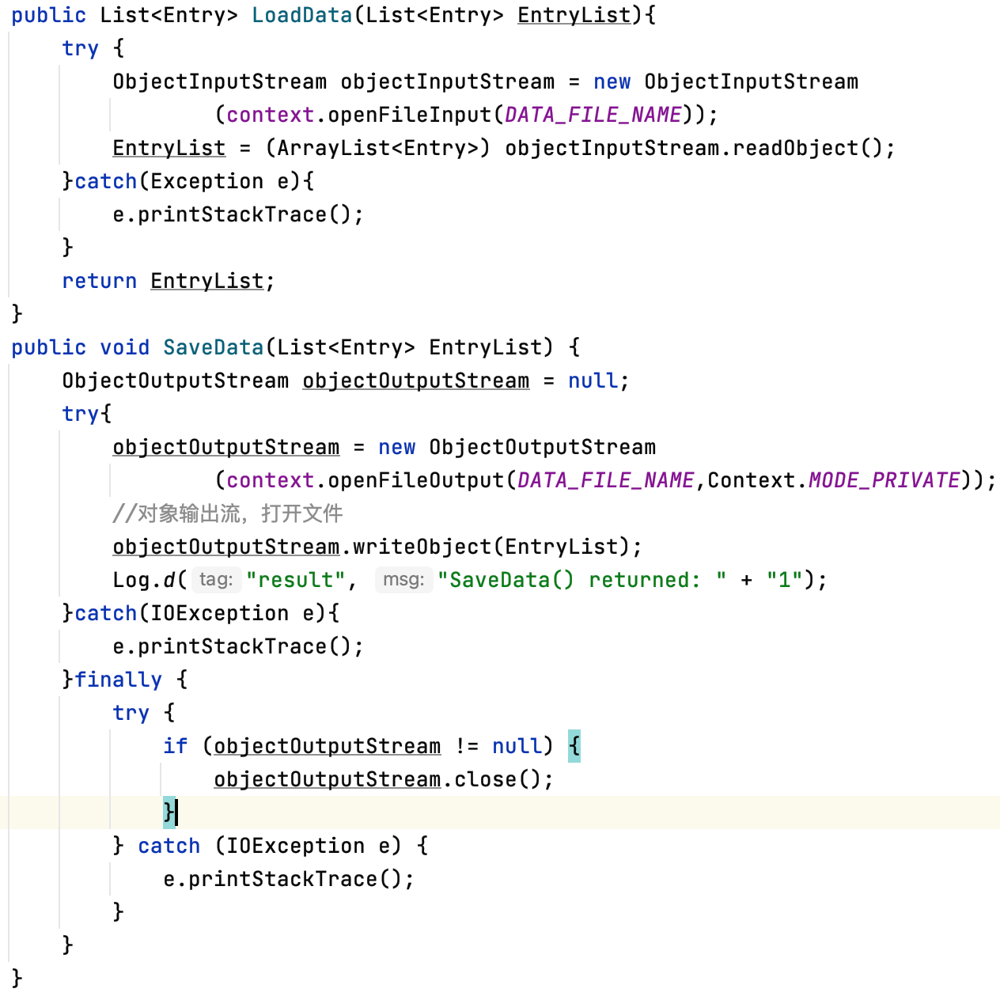 public List<Entry> LoadData(List<Entry> EntryList){
    try {
        ObjectInputStream objectInputStream = new ObjectInputStream
                (context.openFileInput(DATA_FILE_NAME));
        EntryList = (ArrayList<Entry>) objectInputStream.readObject();
    }catch(Exception e){
        e.printStackTrace();
    }
    return EntryList;
}
public void SaveData(List<Entry> EntryList) {
    ObjectOutputStream objectOutputStream = null;
    try{
        objectOutputStream = new ObjectOutputStream
                (context.openFileOutput(DATA_FILE_NAME,Context.MODE_PRIVATE));
        //对象输出流，打开文件
        objectOutputStream.writeObject(EntryList);
        Log.d( tag: "result", msg: "SaveData() returned: " + "1");
    }catch(IOException e){
        e.printStackTrace();
    }finally {
        try {
            if (objectOutputStream != null) {
                objectOutputStream.close();
            }
        } catch (IOException e) {
            e.printStackTrace();
        }
    }
}